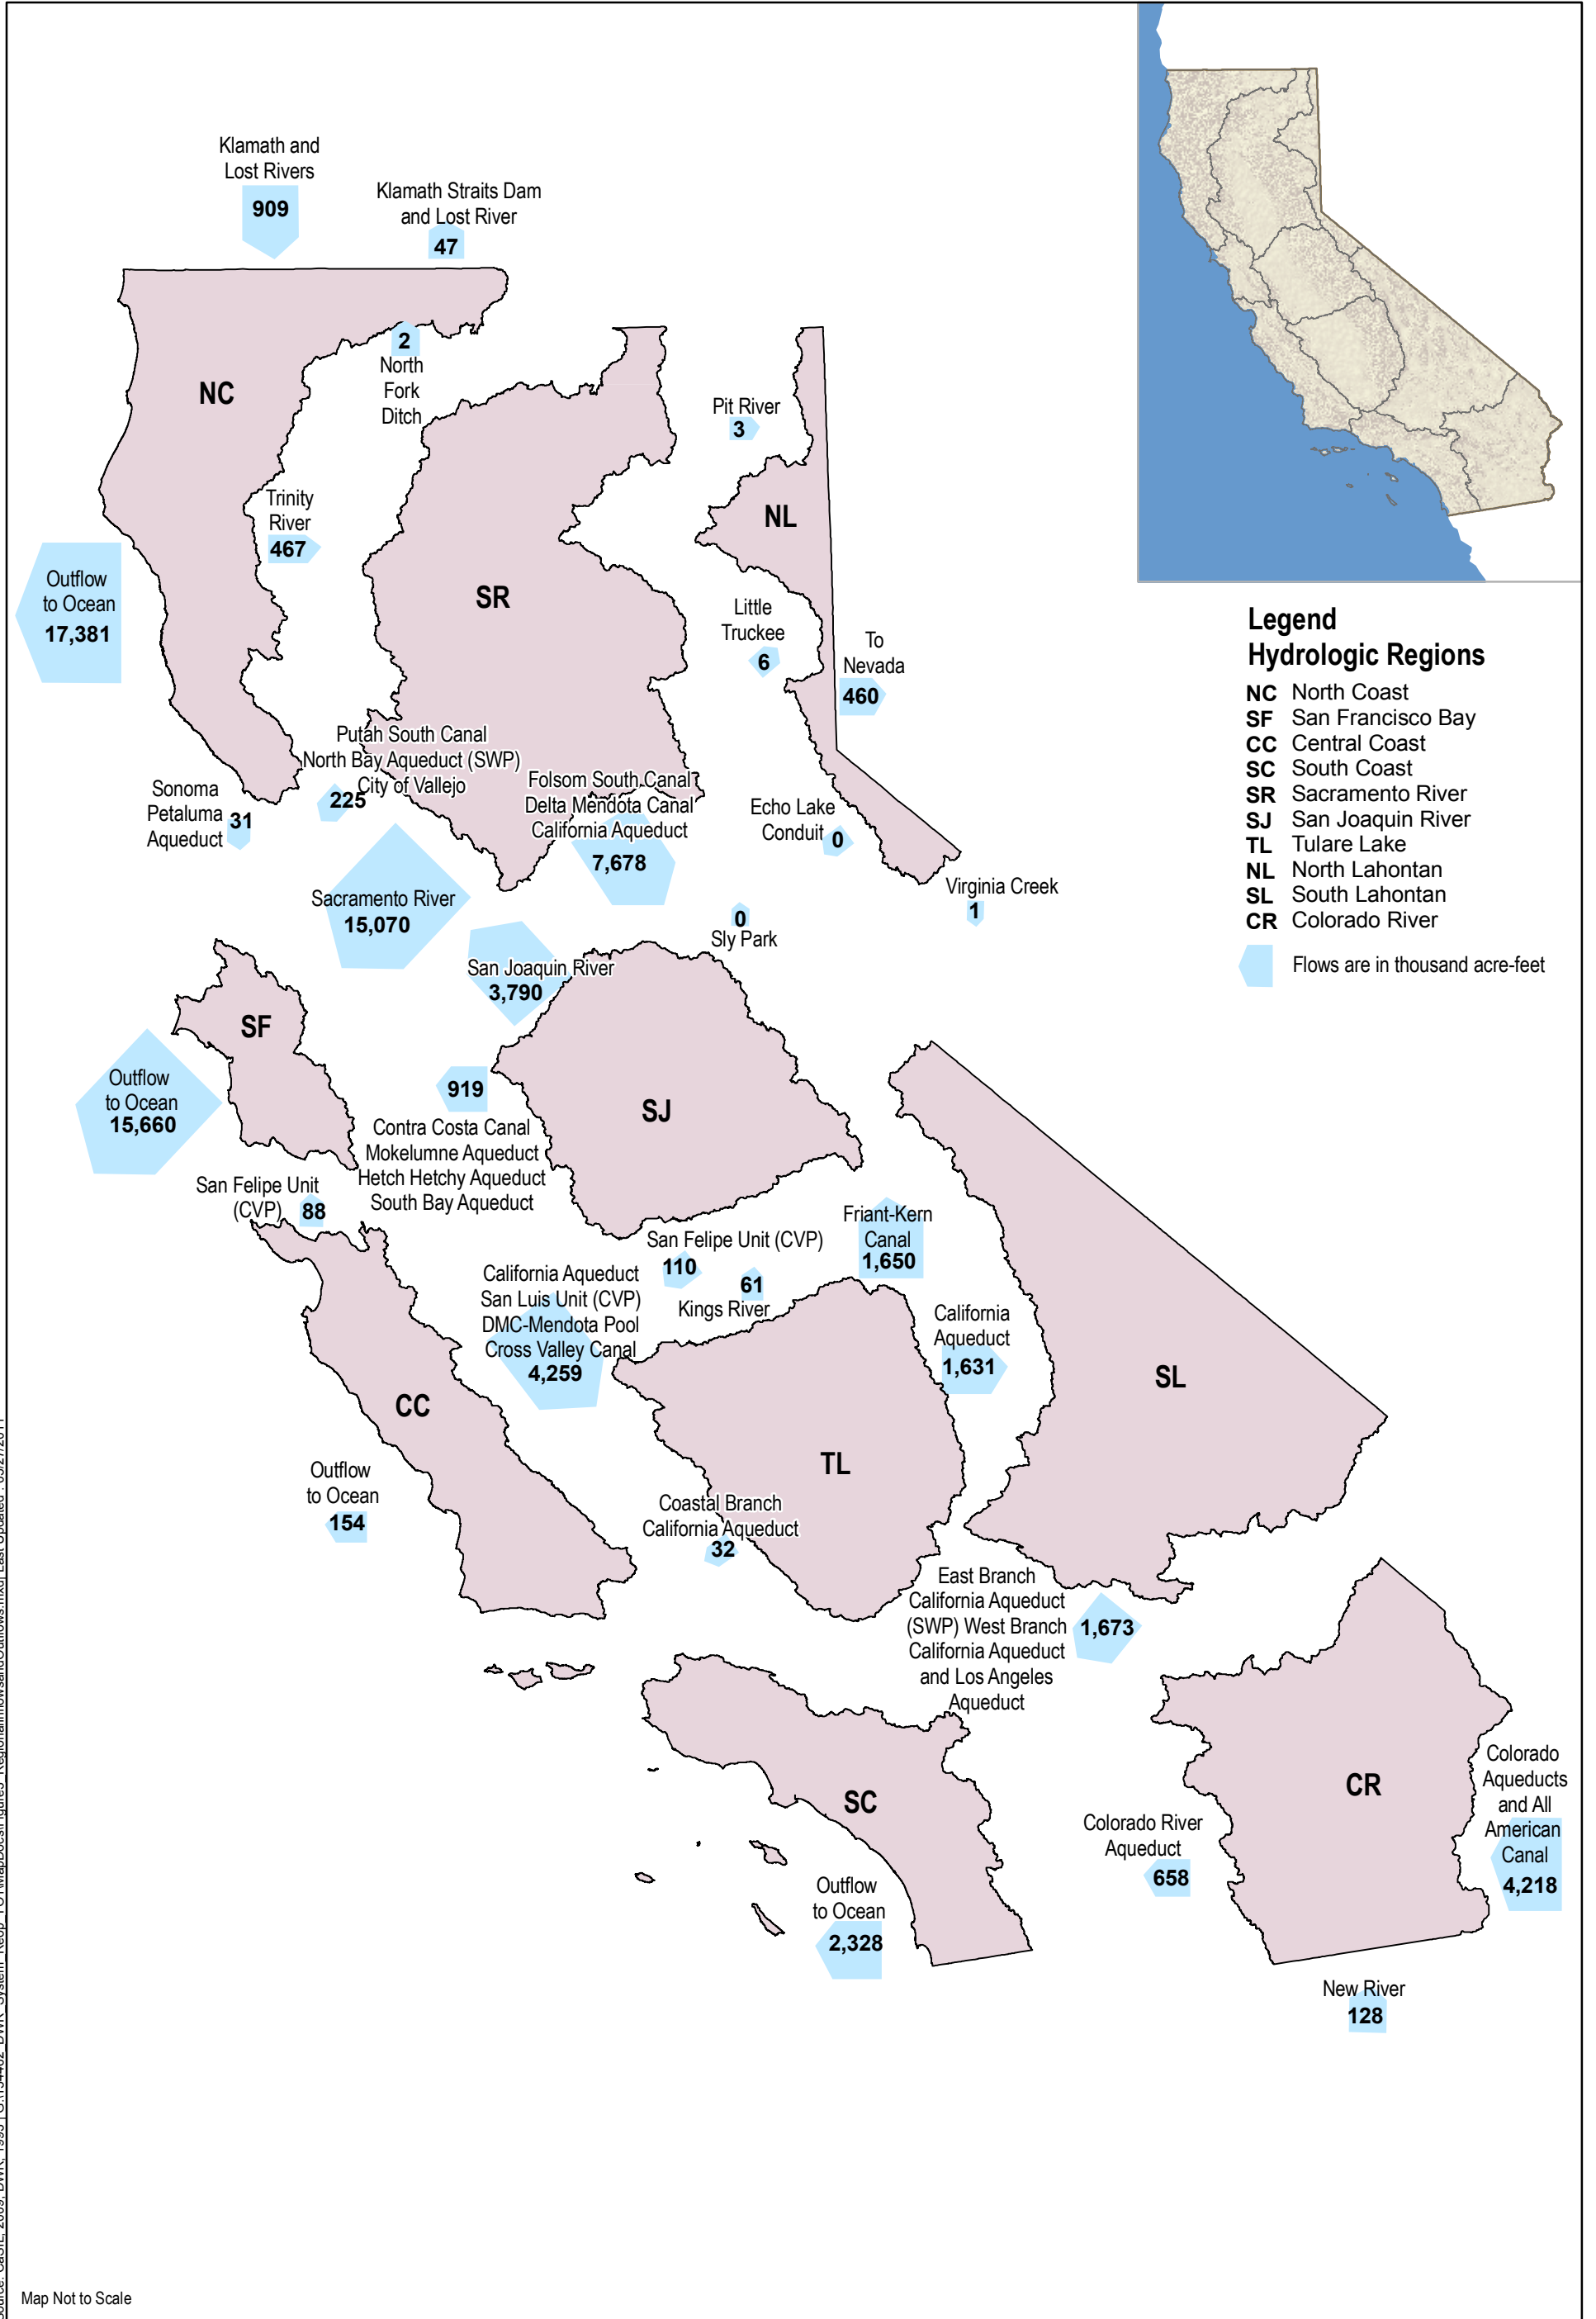 Klamath and
Lost Rivers
909
Klamath Straits Dam
and Lost River
47
2
North
Fork
Ditch
NC
Trinity
River
467
Outflow
to Ocean
17,381
Pit River
3
NL
SR
Little
Truckee
6
To
Nevada
460
Putah South Canal
North Bay Aqueduct (SWP)
City of Vallejo
225
Sonoma
Petaluma
Aqueduct
31
Folsom South Canal
Delta Mendota Canal
California Aqueduct
7,678
Echo Lake
Conduit
0
Virginia Creek
1
Sacramento River
15,070
0
Sly Park
San Joaquin River
3,790
SF
Outflow
to Ocean
15,660
919
Contra Costa Canal
Mokelumne Aqueduct
Hetch Hetchy Aqueduct
South Bay Aqueduct
SJ
San Felipe Unit
(CVP)
88
San Felipe Unit (CVP)
110
61
Kings River
Friant-Kern
Canal
1,650
California Aqueduct
San Luis Unit (CVP)
DMC-Mendota Pool
Cross Valley Canal
4,259
California
Aqueduct
1,631
SL
CC
TL
Outflow
to Ocean
154
Coastal Branch
California Aqueduct
32
East Branch
California Aqueduct
(SWP) West Branch
California Aqueduct
and Los Angeles
Aqueduct
1,673
SC
Outflow
to Ocean
2,328
CR
Colorado River
Aqueduct
658
Colorado
Aqueducts
and All
American
Canal
4,218
New River
128
Legend
Hydrologic Regions
NC North Coast
SF San Francisco Bay
CC Central Coast
SC South Coast
SR Sacramento River
SJ San Joaquin River
TL Tulare Lake
NL North Lahontan
SL South Lahontan
CR Colorado River
Flows are in thousand acre-feet
Map Not to Scale